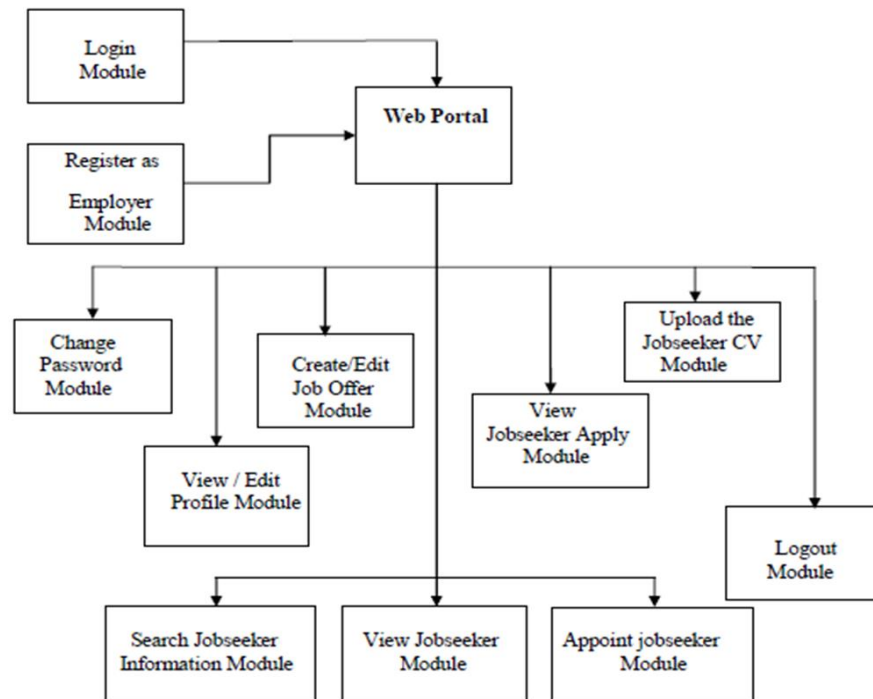 Login
Module
Web Portal
Register as
Employer
Module
Change
Password
Module
View / Edit
Profile Module
Create/Edit
Job Offer
Module
View
Jobseeker Apply
Module
Upload the
Jobseeker CV
Module
Logout
Module
Search Jobseeker
Information Module
View Jobseeker
Module
Appoint jobseeker
Module